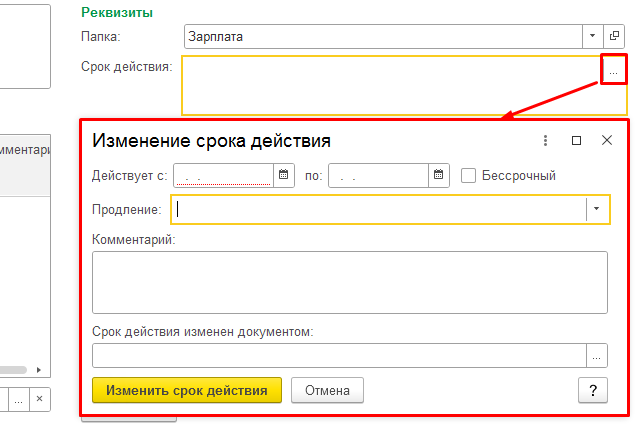 Реквизиты
Папка: Зарплата
Срок действия: ...
мментари
Изменение срока действия
Действует с: . . по: . . Бессрочный
Продление:
Комментарий:
Срок действия изменен документом:
...
Изменить срок действия Отмена ?
... ×